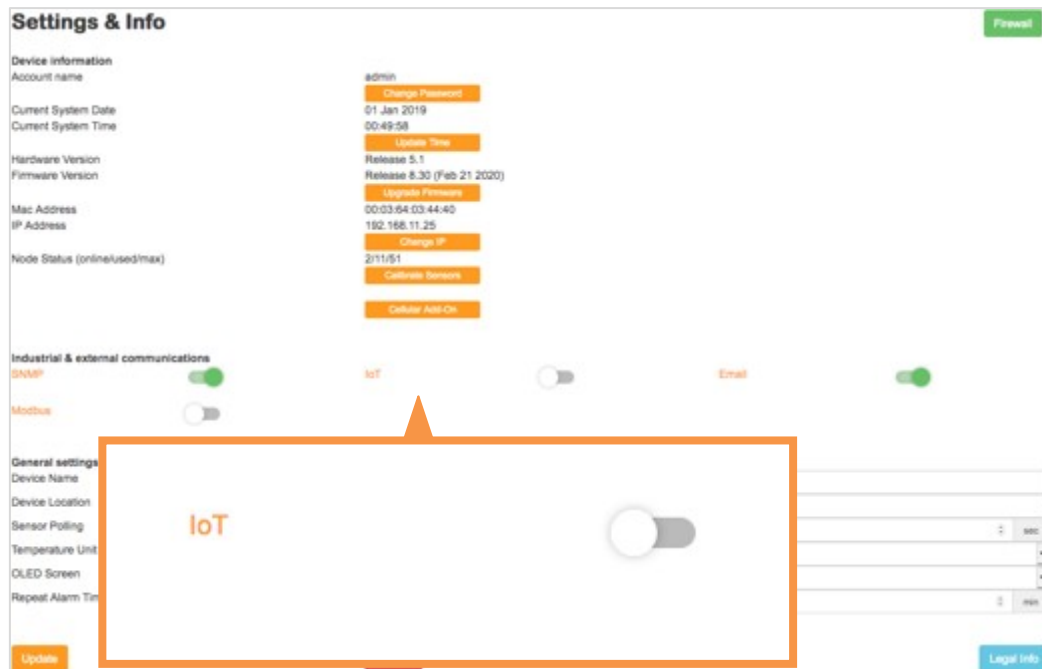 Settings & Info
Firewall
Device information
Account name admin
Change Password
Current System Date 01 Jan 2019
Current System Time 00:49:58
Update Time
Hardware Version Release 5.1
Firmware Version Release 8.30 (Feb 21 2020)
Upgrade Firmware
Mac Address 00:03:64:03:44:40
IP Address 192.168.11.25
Change IP
Node Status (online/used/max) 2/11/51
Calibrate Sensors
Cellular Add-On
Industrial & external communications
SNMP IoT Email
Modbus
General settings
Device Name
Device Location
Sensor Polling sec
Temperature Unit
OLED Screen
Repeat Alarm Tim min
IoT
Update Legal Info